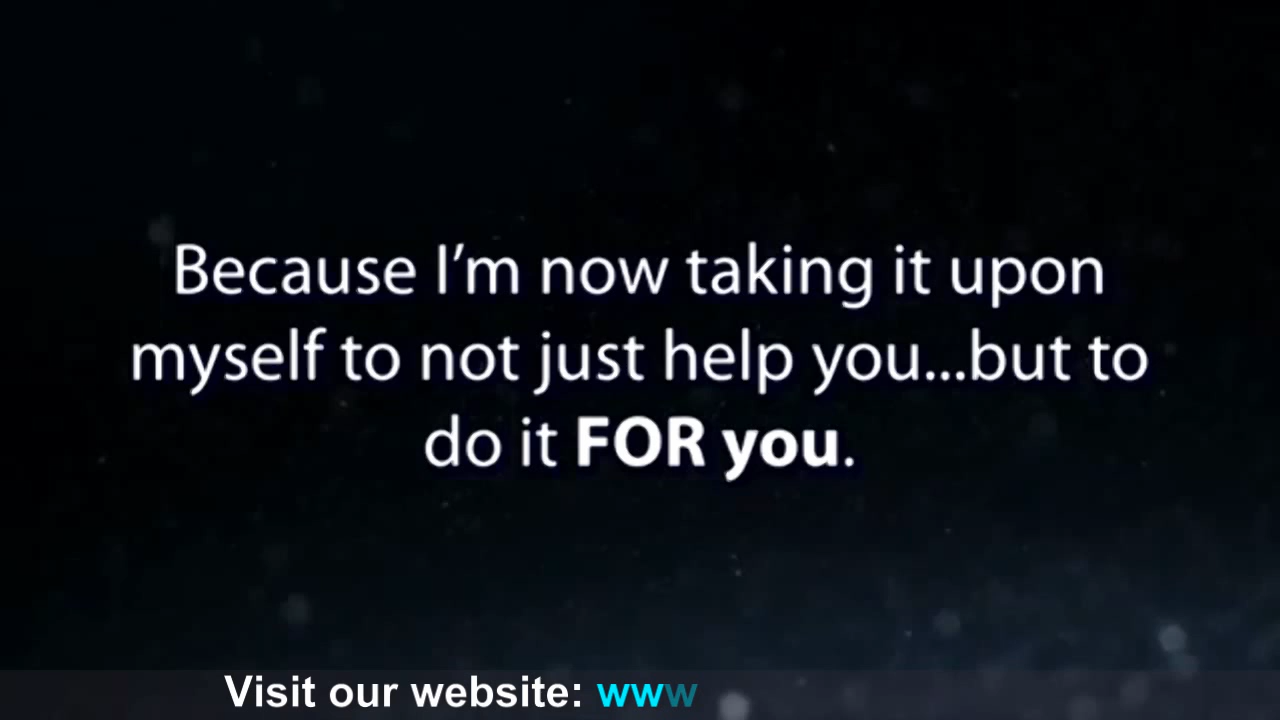 Because I’m now taking it upon
myself to not just help you...but to
do it FOR you.
Visit our website: www